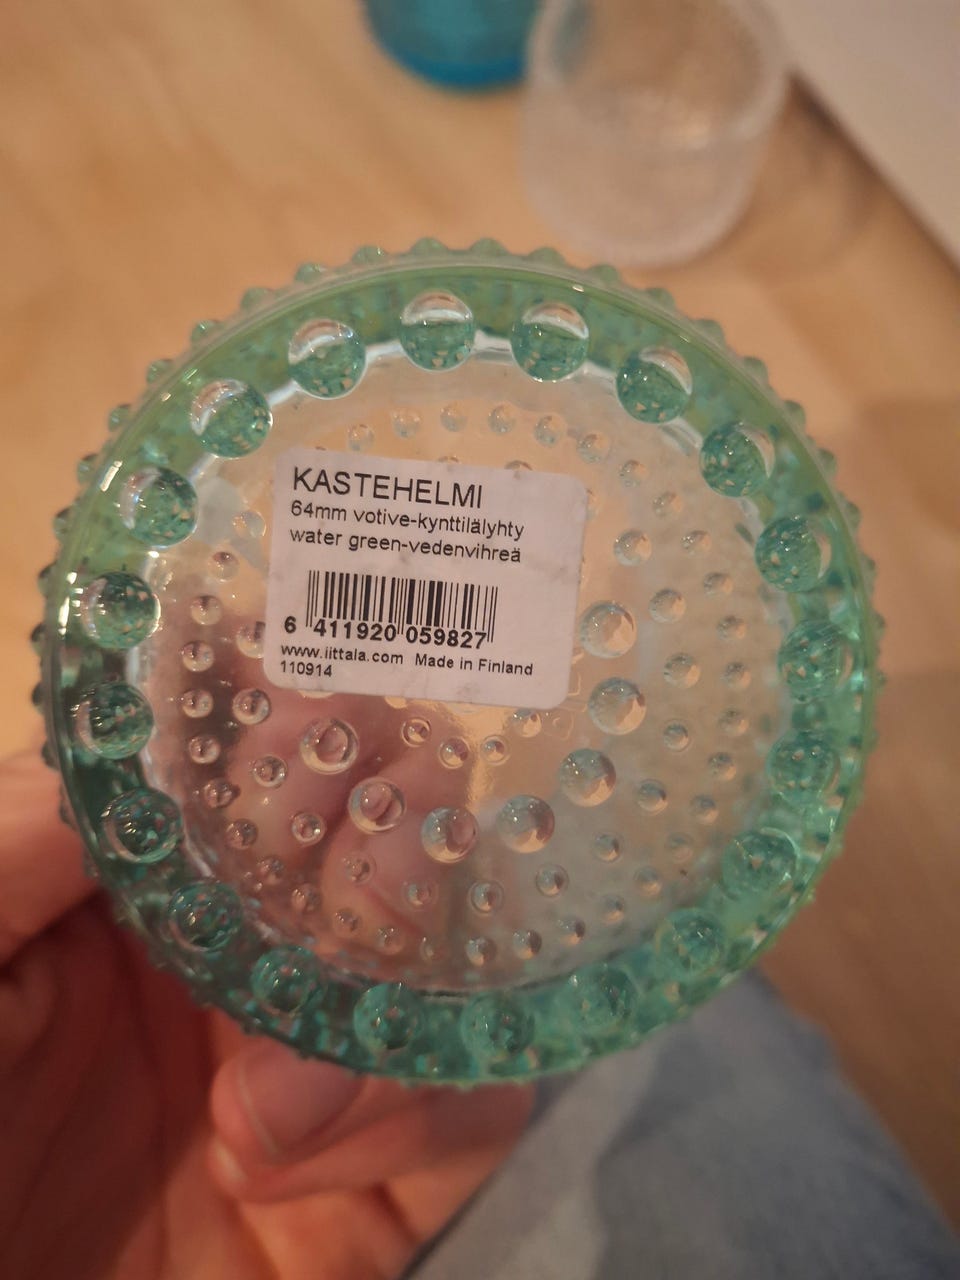 KASTEHELMI
64mm votive-kynttilälyhty
water green-vedenvihreä
6 411920 059827
www.iittala.com Made in Finland
110914